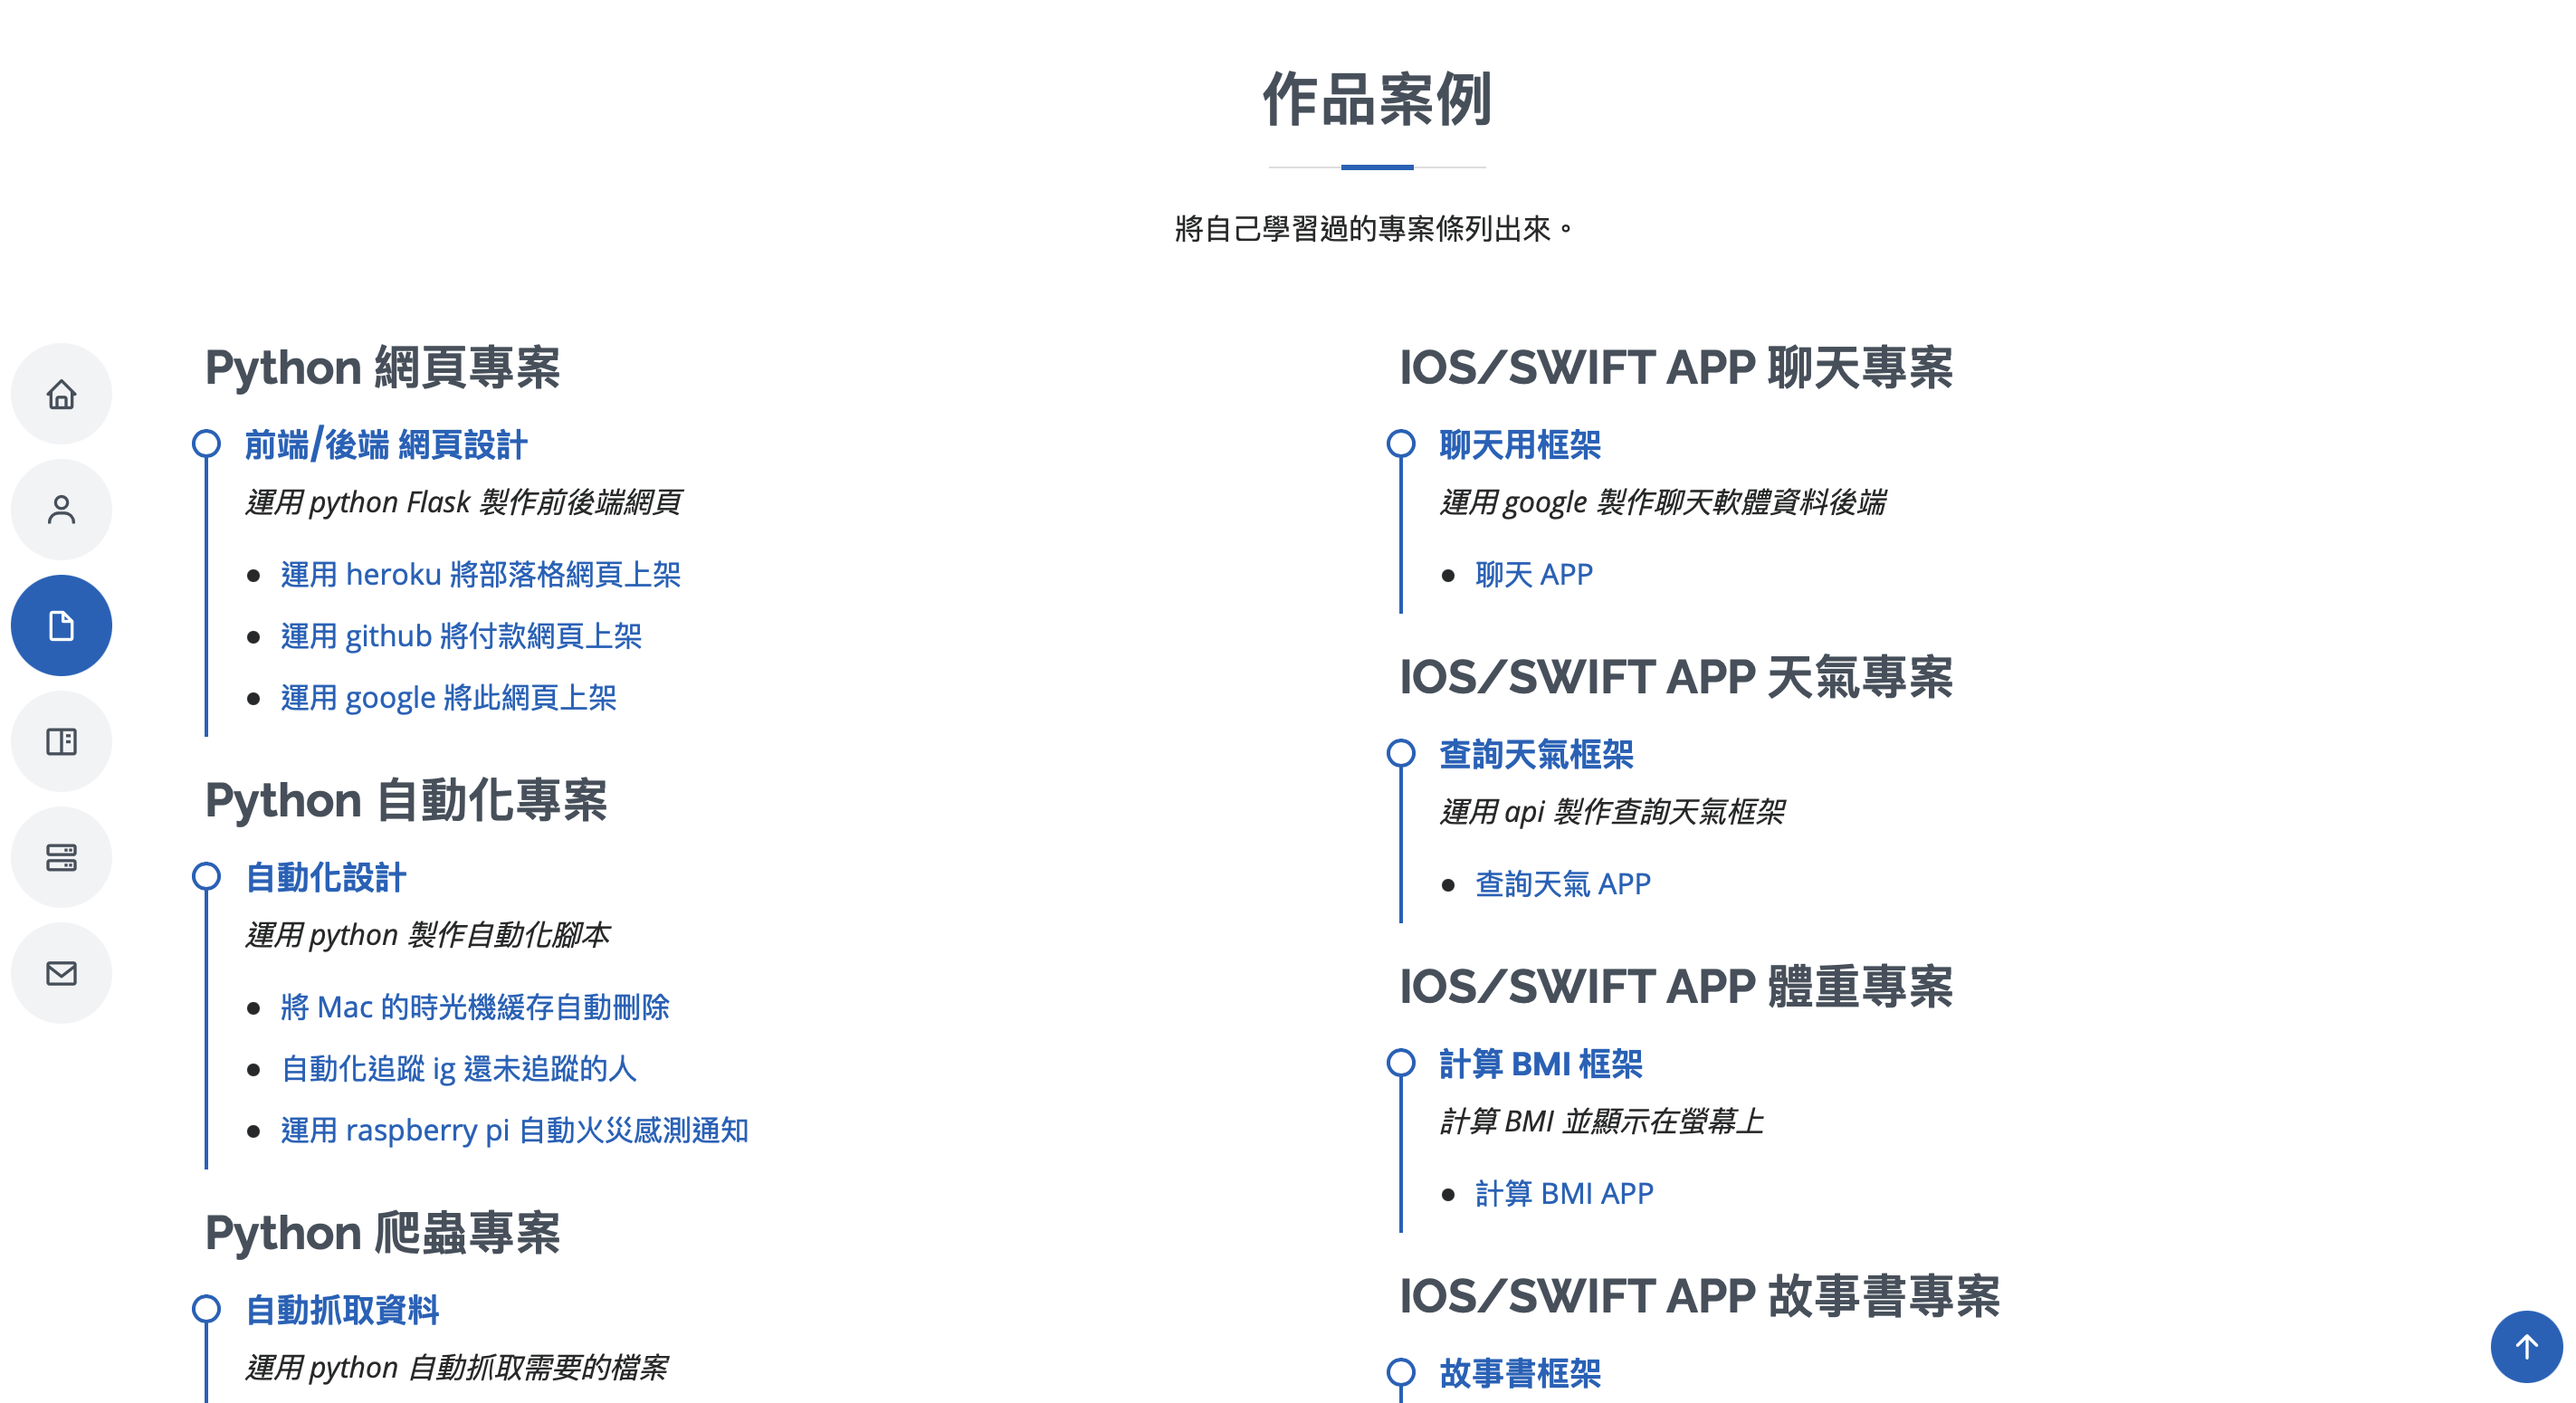 作品案例
將自己學習過的專案條列出來。
Python 網頁專案
前端/後端 網頁設計
運用 python Flask 製作前後端網頁
運用 heroku 將部落格網頁上架
運用 github 將付款網頁上架
運用 google 將此網頁上架
Python 自動化專案
自動化設計
運用 python 製作自動化腳本
將 Mac 的時光機緩存自動刪除
自動化追蹤 ig 還未追蹤的人
運用 raspberry pi 自動火災感測通知
Python 爬蟲專案
自動抓取資料
運用 python 自動抓取需要的檔案
IOS/SWIFT APP 聊天專案
聊天用框架
運用 google 製作聊天軟體資料後端
聊天 APP
IOS/SWIFT APP 天氣專案
查詢天氣框架
運用 api 製作查詢天氣框架
查詢天氣 APP
IOS/SWIFT APP 體重專案
計算 BMI 框架
計算 BMI 並顯示在螢幕上
計算 BMI APP
IOS/SWIFT APP 故事書專案
故事書框架